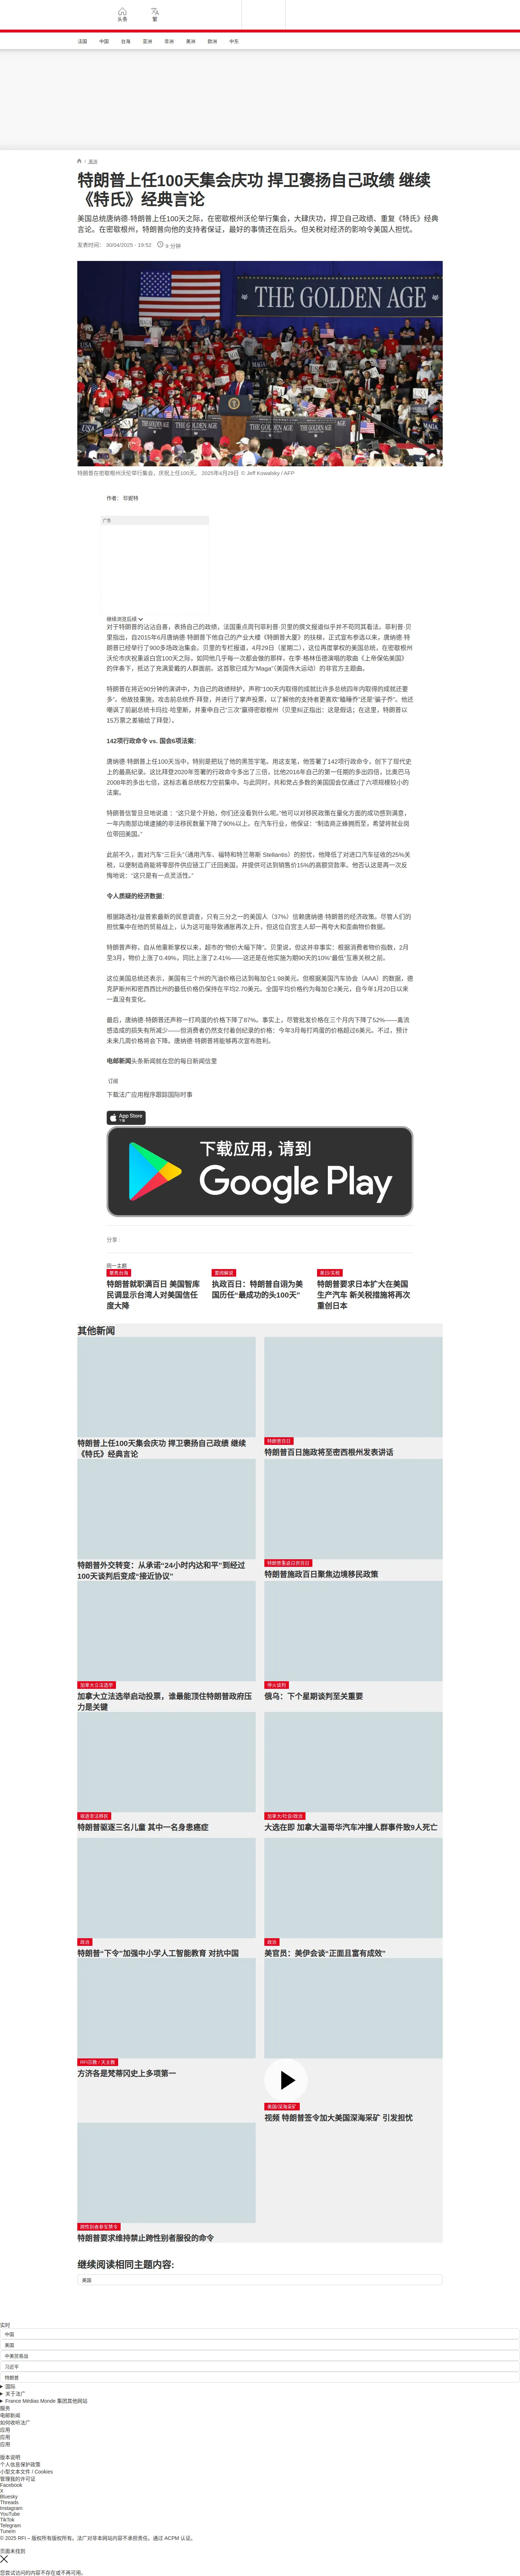 头条
繁
法国 中国 台海 亚洲 非洲 美洲 欧洲 中东
/ 美洲
特朗普上任100天集会庆功 捍卫褒扬自己政绩 继续《特氏》经典言论
美国总统唐纳德·特朗普上任100天之际，在密歇根州沃伦举行集会，大肆庆功，捍卫自己政绩、重复《特氏》经典言论。在密歇根州，特朗普向他的支持者保证，最好的事情还在后头。但关税对经济的影响令美国人担忧。
发表时间： 30/04/2025 - 19:52 9 分钟
THE GOLDEN AGE
特朗普在密歇根州沃伦举行集会，庆祝上任100天。 2025年4月29日 © Jeff Kowalsky / AFP
作者： 珍妮特
广告
继续浏览后续
对于特朗普的沾沾自喜，表扬自己的政绩，法国重点周刊菲利普·贝里的撰文报道似乎并不苟同其看法。菲利普·贝里指出，自2015年6月唐纳德·特朗普下他自己的产业大楼《特朗普大厦》的扶梯，正式宣布参选以来，唐纳德·特朗普已经举行了900多场政治集会。贝里的专栏报道，4月29日（星期二），这位再度掌权的美国总统，在密歇根州沃伦市庆祝重返白宫100天之际，如同他几乎每一次都会做的那样，在李·格林伍德演唱的歌曲《上帝保佑美国》的伴奏下，抵达了充满爱戴的人群面前。这首歌已成为“Maga”（美国伟大运动）的非官方主题曲。
特朗普在将近90分钟的演讲中，为自己的政绩辩护，声称“100天内取得的成就比许多总统四年内取得的成就还要多”。他故技重施，攻击前总统乔·拜登，并进行了掌声投票，以了解他的支持者更喜欢“瞌睡乔”还是“骗子乔”。他还嘲讽了前副总统卡玛拉·哈里斯，并重申自己“三次”赢得密歇根州（贝里纠正指出：这是假话；在这里，特朗普以15万票之差输给了拜登）。
142行政命令 vs. 国会6项法案：
唐纳德·特朗普上任100天当中，特别是把玩了他的黑签字笔。用这支笔，他签署了142项行政命令，创下了现代史上的最高纪录。这比拜登2020年签署的行政命令多出了三倍，比他2016年自己的第一任期的多出四倍，比奥巴马2008年的多出七倍，这标志着总统权力空前集中。与此同时，共和党占多数的美国国会仅通过了六项规模较小的法案。
特朗普信誓旦旦地说道 ：“这只是个开始，你们还没看到什么呢。”他可以对移民政策在量化方面的成功感到满意，一年内南部边境逮捕的非法移民数量下降了90%以上。在汽车行业，他保证：“制造商正蜂拥而至，希望将就业岗位带回美国。”
此前不久，面对汽车“三巨头”（通用汽车、福特和特兰蒂斯 Stellantis）的担忧，他降低了对进口汽车征收的25%关税，以便制造商能将零部件供应链工厂迁回美国，并提供可达到销售价15%的高额贷款率。他否认这是再一次反悔地说：“这只是有一点灵活性。”
令人质疑的经济数据：
根据路透社/益普索最新的民意调查，只有三分之一的美国人（37%）信赖唐纳德·特朗普的经济政策。尽管人们的担忧集中在他的贸易战上，认为这可能导致通胀再次上升，但这位白宫主人却一再夸大和歪曲物价数据。
特朗普声称，自从他重新掌权以来，超市的“物价大幅下降”。贝里说，但这并非事实：根据消费者物价指数，2月至3月，物价上涨了0.49%，同比上涨了2.41%——这还是在他实施为期90天的10%“最低”互惠关税之前。
这位美国总统还表示，美国有三个州的汽油价格已达到每加仑1.98美元。但根据美国汽车协会（AAA）的数据，德克萨斯州和密西西比州的最低价格仍保持在平均2.70美元。全国平均价格约为每加仑3美元，自今年1月20日以来一直没有变化。
最后，唐纳德·特朗普还声称一打鸡蛋的价格下降了87%。事实上，尽管批发价格在三个月内下降了52%——禽流感造成的损失有所减少——但消费者仍然支付着创纪录的价格：今年3月每打鸡蛋的价格超过6美元。不过，预计未来几周价格将会下降。唐纳德·特朗普将能够再次宣布胜利。
电邮新闻头条新闻就在您的每日新闻信里
订阅
下载法广应用程序跟踪国际时事
App Store 下载
下载应用，请到 Google Play
分享 :
同一主题
聚焦台海
特朗普就职满百日 美国智库民调显示台湾人对美国信任度大降
要闻解说
执政百日：特朗普自诩为美国历任“最成功的头100天”
美日/关税
特朗普要求日本扩大在美国生产汽车 新关税措施将再次重创日本
其他新闻
特朗普上任100天集会庆功 捍卫褒扬自己政绩 继续《特氏》经典言论
特朗普百日
特朗普百日施政将至密西根州发表讲话
特朗普外交转变：从承诺“24小时内达和平”到经过100天谈判后变成“接近协议”
特朗普重返白宫百日
特朗普施政百日聚焦边境移民政策
加拿大立法选举
加拿大立法选举启动投票，谁最能顶住特朗普政府压力是关键
停火谈判
俄乌：下个星期谈判至关重要
驱逐非法移民
特朗普驱逐三名儿童 其中一名身患癌症
加拿大/社会/政治
大选在即 加拿大温哥华汽车冲撞人群事件致9人死亡
政治
特朗普“下令”加强中小学人工智能教育 对抗中国
政治
美官员：美伊会谈“正面且富有成效”
RFI宗教 / 天主教
方济各是梵蒂冈史上多项第一
美国/深海采矿
视频 特朗普签令加大美国深海采矿 引发担忧
跨性别者参军禁令
特朗普要求维持禁止跨性别者服役的命令
继续阅读相同主题内容:
美国
实时
中国
美国
中美贸易战
习近平
特朗普
国际
关于法广
France Médias Monde 集团其他网站
服务
电邮新闻
如何收听法广
应用
应用
应用
版本说明
个人信息保护政策
小型文本文件 / Cookies
管理我的许可证
Facebook
X
Bluesky
Threads
Instagram
YouTube
TikTok
Telegram
TuneIn
© 2025 RFI – 版权所有版权所有。法广对非本网站内容不承担责任。通过 ACPM 认证。
页面未找到
您尝试访问的内容不存在或不再可用。